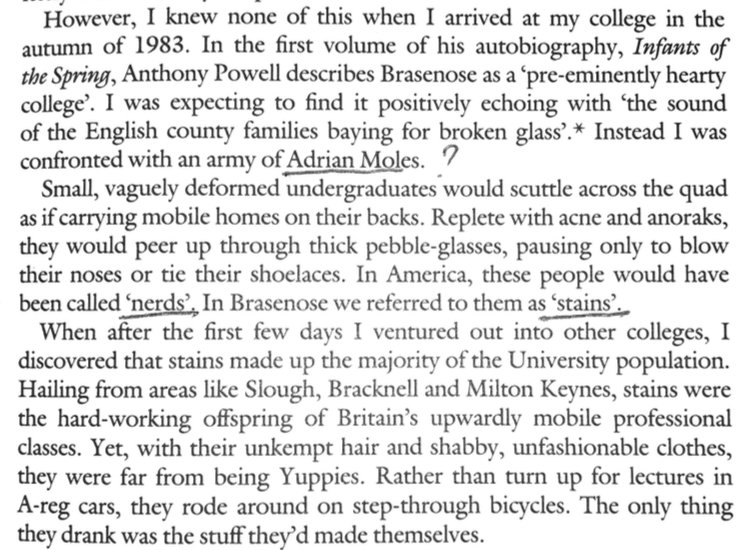 However, I knew none of this when I arrived at my college in the
autumn of 1983. In the first volume of his autobiography, Infants of
the Spring, Anthony Powell describes Brasenose as a ‘pre-eminently hearty
college’. I was expecting to find it positively echoing with ‘the sound
of the English county families baying for broken glass’.* Instead I was
confronted with an army of Adrian Moles. ?
Small, vaguely deformed undergraduates would scuttle across the quad
as if carrying mobile homes on their backs. Replete with acne and anoraks,
they would peer up through thick pebble-glasses, pausing only to blow
their noses or tie their shoelaces. In America, these people would have
been called ‘nerds’. In Brasenose we referred to them as ‘stains’.
When after the first few days I ventured out into other colleges, I
discovered that stains made up the majority of the University population.
Hailing from areas like Slough, Bracknell and Milton Keynes, stains were
the hard-working offspring of Britain’s upwardly mobile professional
classes. Yet, with their unkempt hair and shabby, unfashionable clothes,
they were far from being Yuppies. Rather than turn up for lectures in
A-reg cars, they rode around on step-through bicycles. The only thing
they drank was the stuff they’d made themselves.